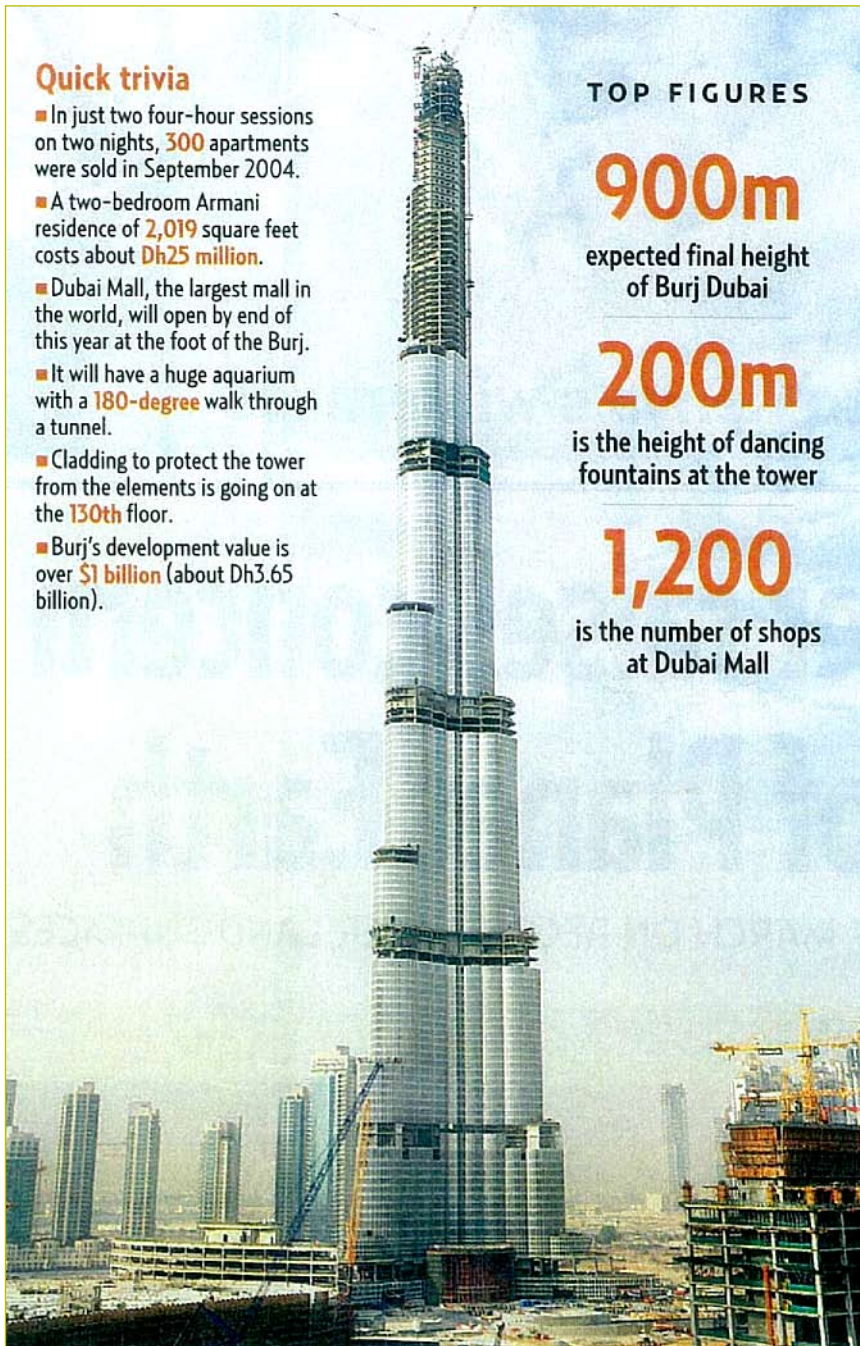 Quick trivia
■ In just two four-hour sessions
on two nights, 300 apartments
were sold in September 2004.
■ A two-bedroom Armani
residence of 2,019 square feet
costs about Dh25 million.
■ Dubai Mall, the largest mall in
the world, will open by end of
this year at the foot of the Burj.
■ It will have a huge aquarium
with a 180-degree walk through
a tunnel.
■ Cladding to protect the tower
from the elements is going on at
the 130th floor.
■ Burj's development value is
over $1 billion (about Dh3.65
billion).
TOP FIGURES
900m
expected final height
of Burj Dubai
200m
is the height of dancing
fountains at the tower
1,200
is the number of shops
at Dubai Mall